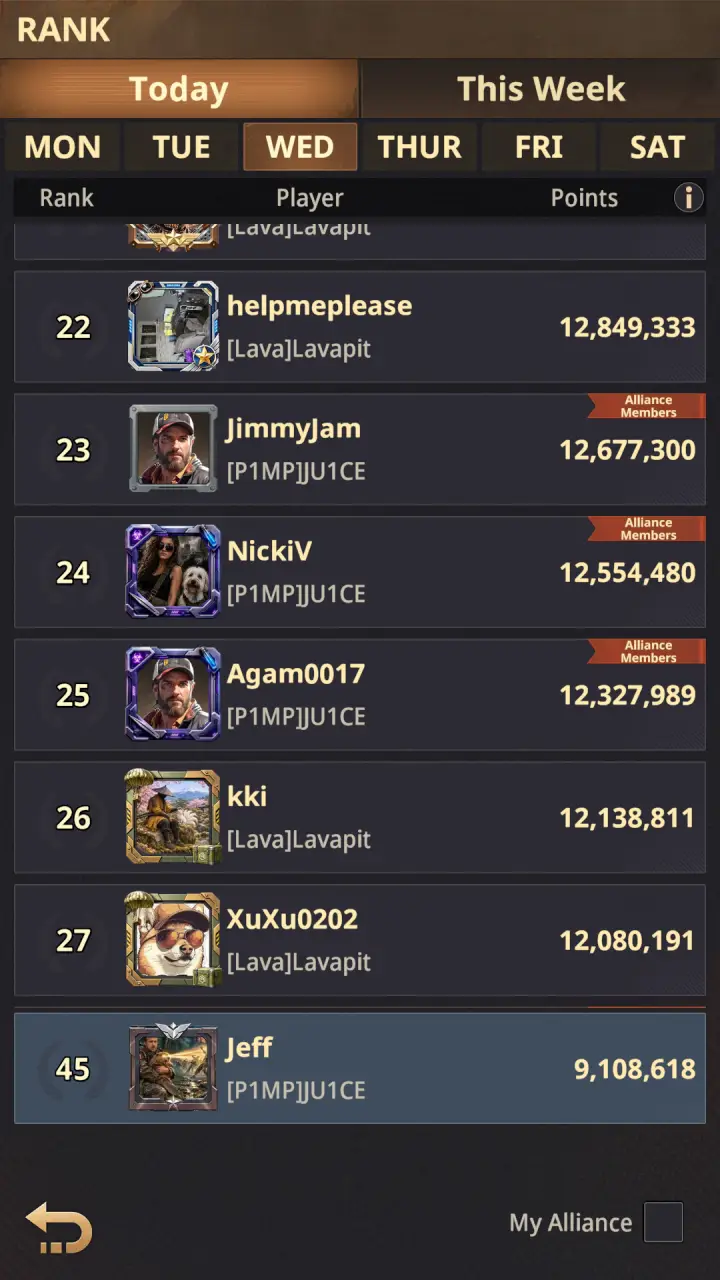 RANK
Today
This Week
MON
TUE
WED
THUR
FRI
SAT
Rank
Player
Points
[Lava]Lavapit
22
helpmeplease
[Lava]Lavapit
12,849,333
Alliance
Members
23
JimmyJam
[P1MP]JU1CE
12,677,300
Alliance
Members
24
NickiV
[P1MP]JU1CE
12,554,480
Alliance
Members
25
Agam0017
[P1MP]JU1CE
12,327,989
26
kki
[Lava]Lavapit
12,138,811
27
XuXu0202
[Lava]Lavapit
12,080,191
45
Jeff
[P1MP]JU1CE
9,108,618
My Alliance